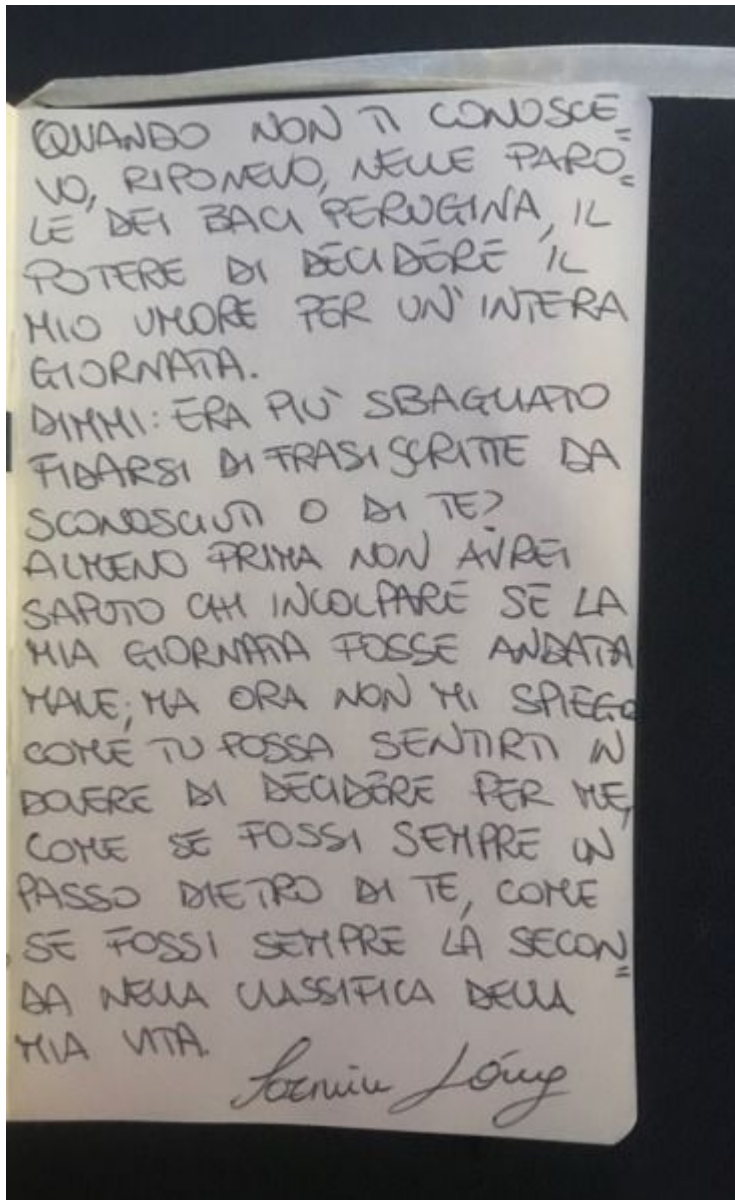 QUANDO NON TI CONOSCE=
VO, RIPONEVO, NELLE PARO=
LE DEI BACI PERUGINA, IL
POTERE DI DECIDERE IL
MIO UMORE PER UN'INTERA
GIORNATA.
DIMMI: ERA PIÙ SBAGLIATO
FIDARSI DI FRASI SCRITTE DA
SCONOSCIUTI O DI TE?
ALMENO PRIMA NON AVREI
SAPUTO CHI INCOLPARE SE LA
MIA GIORNATA FOSSE ANDATA
MALE; MA ORA NON MI SPIEGO
COME TU POSSA SENTIRTI IN
DOVERE DI DECIDERE PER ME,
COME SE FOSSI SEMPRE UN
PASSO DIETRO DI TE, COME
SE FOSSI SEMPRE LA SECON=
DA NELLA CLASSIFICA DELLA
MIA VITA.